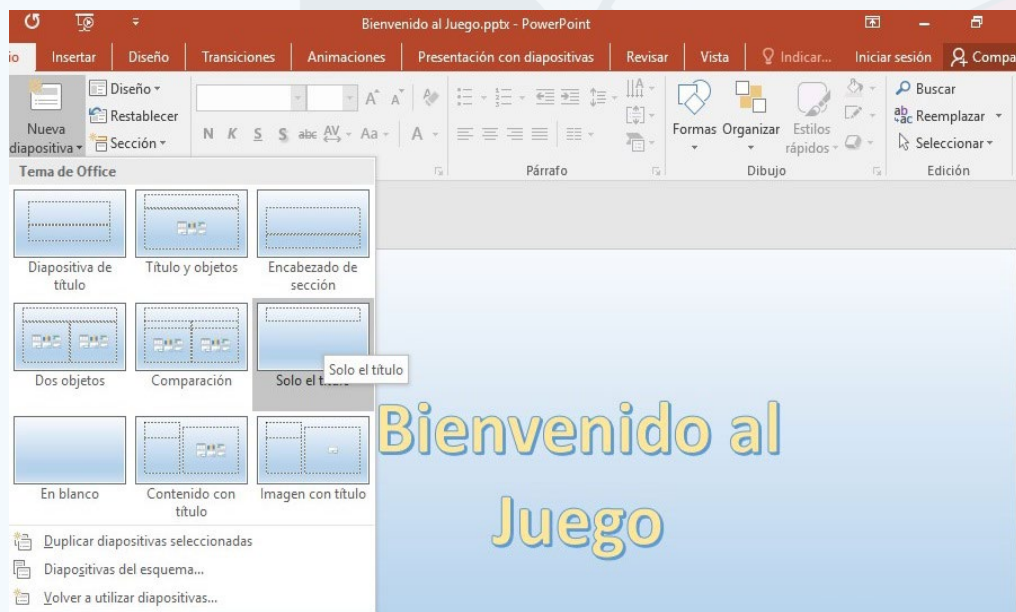 Bienvenido al Juego.pptx - PowerPoint
io Insertar Diseño Transiciones Animaciones Presentación con diapositivas Revisar Vista Indicar... Iniciar sesión Compa
Nueva
diapositiva
Diseño
Restablecer
Sección
N K S S abc AV Aa A
A A
Párrafo
Formas
Organizar
Estilos
rápidos
Dibujo
Buscar
Reemplazar
Seleccionar
Edición
Tema de Office
Diapositiva de
título
Título y objetos
Encabezado de
sección
Dos objetos
Comparación
Solo el título
Solo el título
En blanco
Contenido con
título
Imagen con título
Duplicar diapositivas seleccionadas
Diapositivas del esquema...
Volver a utilizar diapositivas...
Bienvenido al
Juego